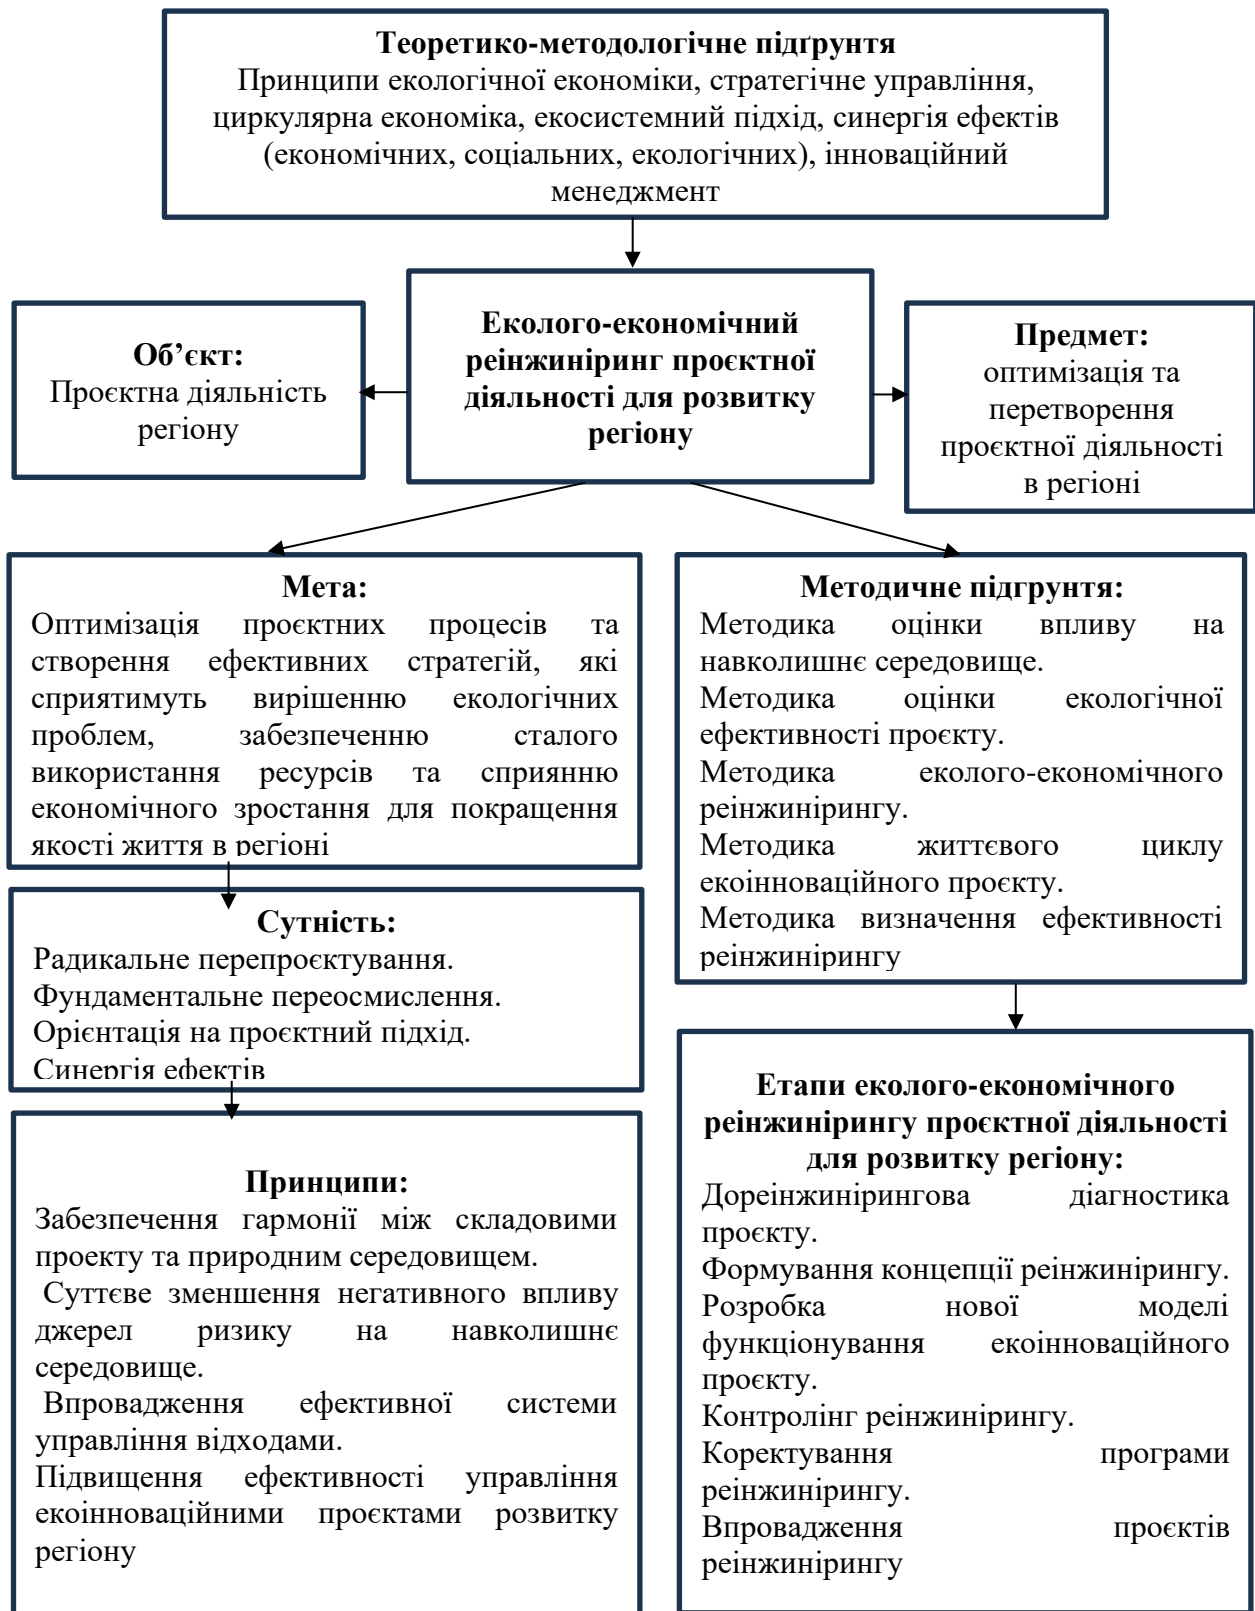 Теоретико-методологічне підґрунтя
Принципи екологічної економіки, стратегічне управління,
циркулярна економіка, екосистемний підхід, синергія ефектів
(економічних, соціальних, екологічних), інноваційний
менеджмент
Об’єкт:
Проєктна діяльність
регіону
Еколого-економічний
реінжиніринг проєктної
діяльності для розвитку
регіону
Предмет:
оптимізація та
перетворення
проєктної діяльності
в регіоні
Мета:
Оптимізація проєктних процесів та
створення ефективних стратегій, які
сприятимуть вирішенню екологічних
проблем, забезпеченню сталого
використання ресурсів та сприянню
економічного зростання для покращення
якості життя в регіоні
Сутність:
Радикальне перепроєктування.
Фундаментальне переосмислення.
Орієнтація на проєктний підхід.
Синергія ефектів
Принципи:
Забезпечення гармонії між складовими
проекту та природним середовищем.
Суттєве зменшення негативного впливу
джерел ризику на навколишнє
середовище.
Впровадження ефективної системи
управління відходами.
Підвищення ефективності управління
екоінноваційними проєктами розвитку
регіону
Методичне підгрунтя:
Методика оцінки впливу на
навколишнє середовище.
Методика оцінки екологічної
ефективності проєкту.
Методика еколого-економічного
реінжинірингу.
Методика життєвого циклу
екоінноваційного проєкту.
Методика визначення ефективності
реінжинірингу
Етапи еколого-економічного
реінжинірингу проєктної діяльності
для розвитку регіону:
Дореінжинірингова діагностика
проєкту.
Формування концепції реінжинірингу.
Розробка нової моделі
функціонування екоінноваційного
проєкту.
Контролінг реінжинірингу.
Коректування програми
реінжинірингу.
Впровадження проєктів
реінжинірингу